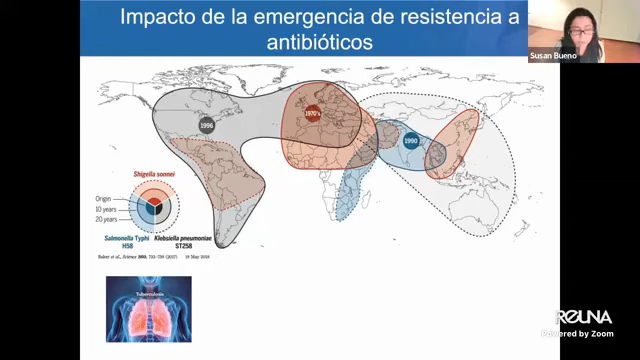 Impacto de la emergencia de resistencia a
antibióticos
Susan Bueno
1996
1970's
1990
Shigella sonnei
Origin
10 years
20 years
Salmonella Typhi
H58
Klebsiella pneumoniae
ST258
Baker et al., Science 360, 733–738 (2017) 18 May 2018
Tuberculosis
REUNA
Powered by Zoom